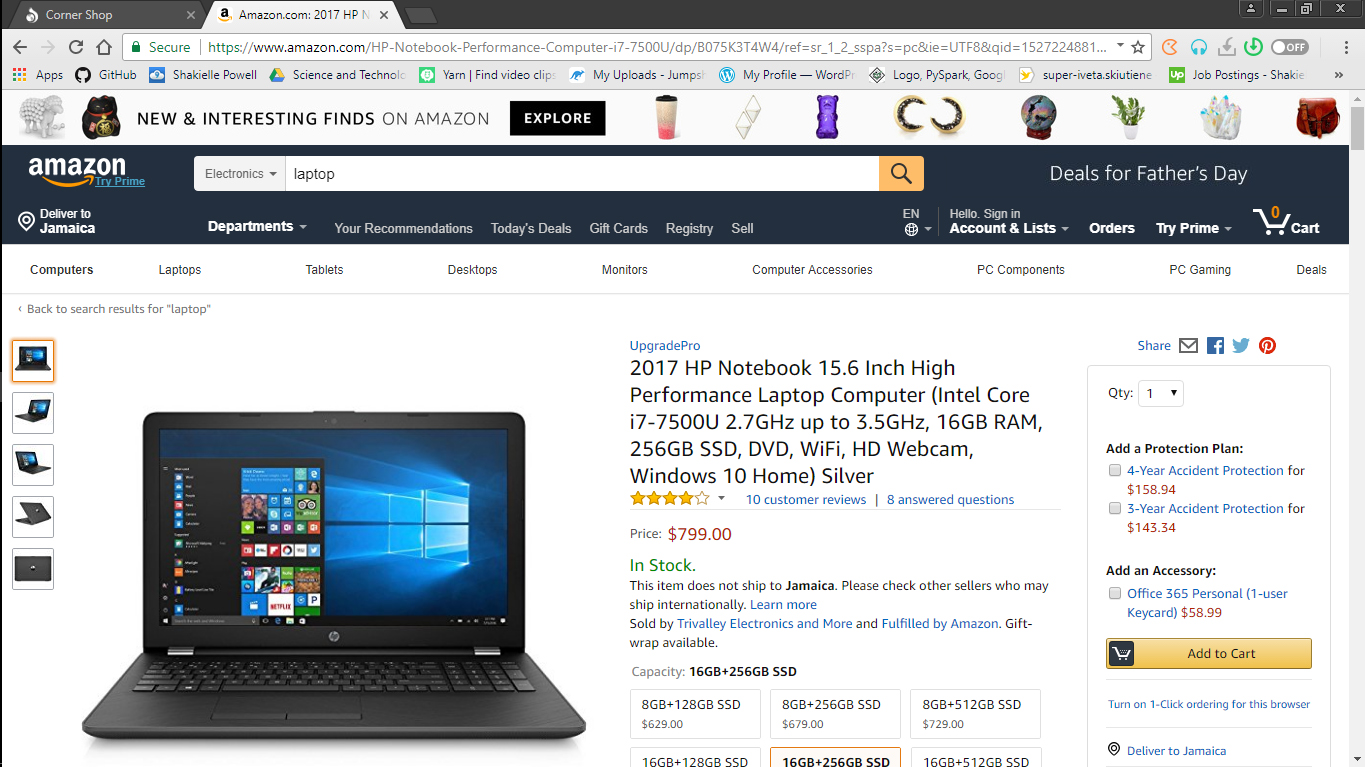 Corner Shop
Amazon.com: 2017 HP N
Secure | https://www.amazon.com/HP-Notebook-Performance-Computer-i7-7500U/dp/B075K3T4W4/ref=sr_1_2_sspa?s=pc&ie=UTF8&qid=1527224881...
OFF
Apps GitHub Shakielle Powell Science and Technolo Yarn | Find video clips My Uploads - Jumpsh My Profile — WordPr Logo, PySpark, Goog super-iveta.skiutiene Job Postings - Shakie »
NEW & INTERESTING FINDS ON AMAZON EXPLORE
amazon
Try Prime
Electronics laptop
Deals for Father's Day
Deliver to
Jamaica
Departments Your Recommendations Today's Deals Gift Cards Registry Sell
EN
Hello. Sign in
Account & Lists Orders Try Prime 0 Cart
Computers Laptops Tablets Desktops Monitors Computer Accessories PC Components PC Gaming Deals
‹ Back to search results for "laptop"
UpgradePro
2017 HP Notebook 15.6 Inch High
Performance Laptop Computer (Intel Core
i7-7500U 2.7GHz up to 3.5GHz, 16GB RAM,
256GB SSD, DVD, WiFi, HD Webcam,
Windows 10 Home) Silver
10 customer reviews | 8 answered questions
Price: $799.00
In Stock.
This item does not ship to Jamaica. Please check other sellers who may
ship internationally. Learn more
Sold by Trivalley Electronics and More and Fulfilled by Amazon. Gift-
wrap available.
Capacity: 16GB+256GB SSD
8GB+128GB SSD 8GB+256GB SSD 8GB+512GB SSD
$629.00 $679.00 $729.00
16GB+128GB SSD 16GB+256GB SSD 16GB+512GB SSD
Share
Qty: 1
Add a Protection Plan:
4-Year Accident Protection for
$158.94
3-Year Accident Protection for
$143.34
Add an Accessory:
Office 365 Personal (1-user
Keycard) $58.99
Add to Cart
Turn on 1-Click ordering for this browser
Deliver to Jamaica
NETFLIX
hp